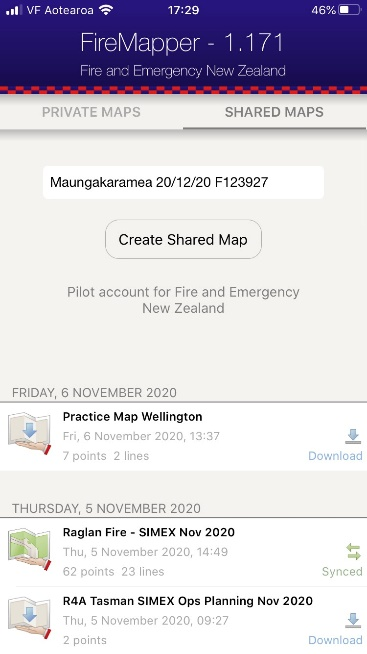 VF Aotearoa 17:29 46%
FireMapper - 1.171
Fire and Emergency New Zealand
PRIVATE MAPS SHARED MAPS
Maungakaramea 20/12/20 F123927
Create Shared Map
Pilot account for Fire and Emergency
New Zealand
FRIDAY, 6 NOVEMBER 2020
Practice Map Wellington
Fri, 6 November 2020, 13:37
7 points 2 lines Download
THURSDAY, 5 NOVEMBER 2020
Raglan Fire - SIMEX Nov 2020
Thu, 5 November 2020, 14:49
62 points 23 lines Synced
R4A Tasman SIMEX Ops Planning Nov 2020
Thu, 5 November 2020, 09:27
2 points Download